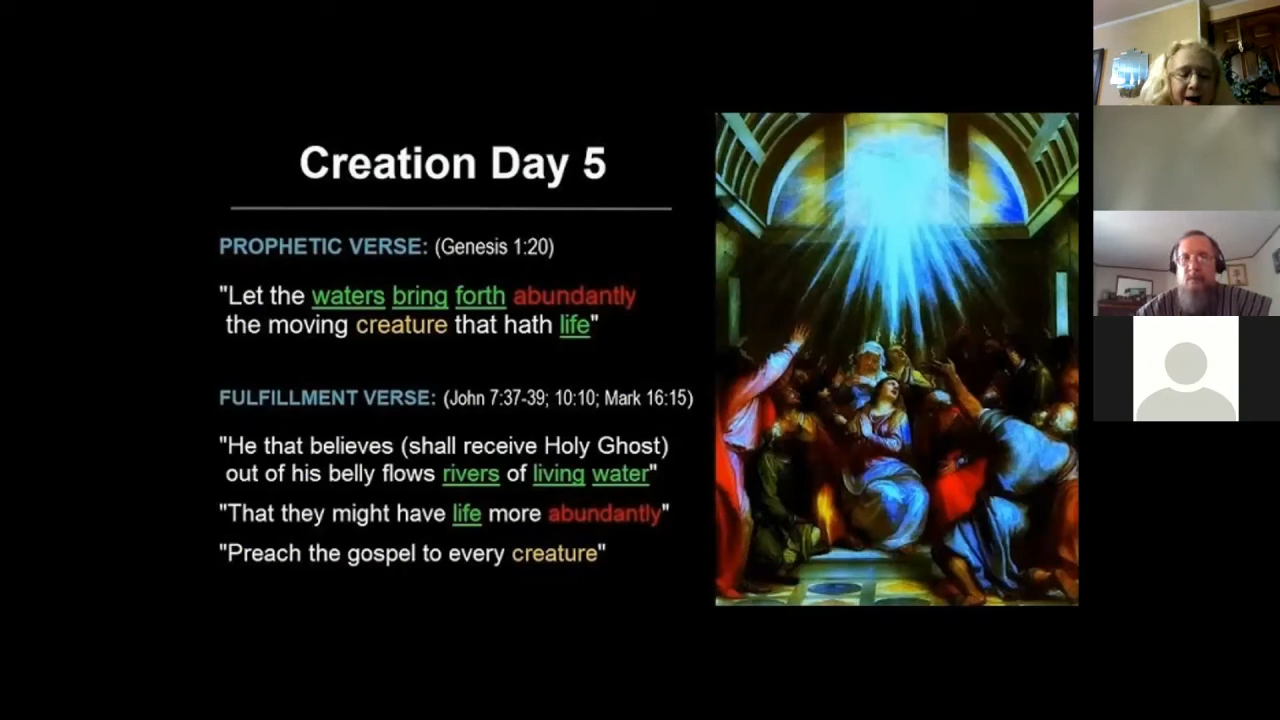 Creation Day 5
PROPHETIC VERSE: (Genesis 1:20)
"Let the waters bring forth abundantly
the moving creature that hath life"
FULFILLMENT VERSE: (John 7:37-39; 10:10; Mark 16:15)
"He that believes (shall receive Holy Ghost)
out of his belly flows rivers of living water"
"That they might have life more abundantly"
"Preach the gospel to every creature"